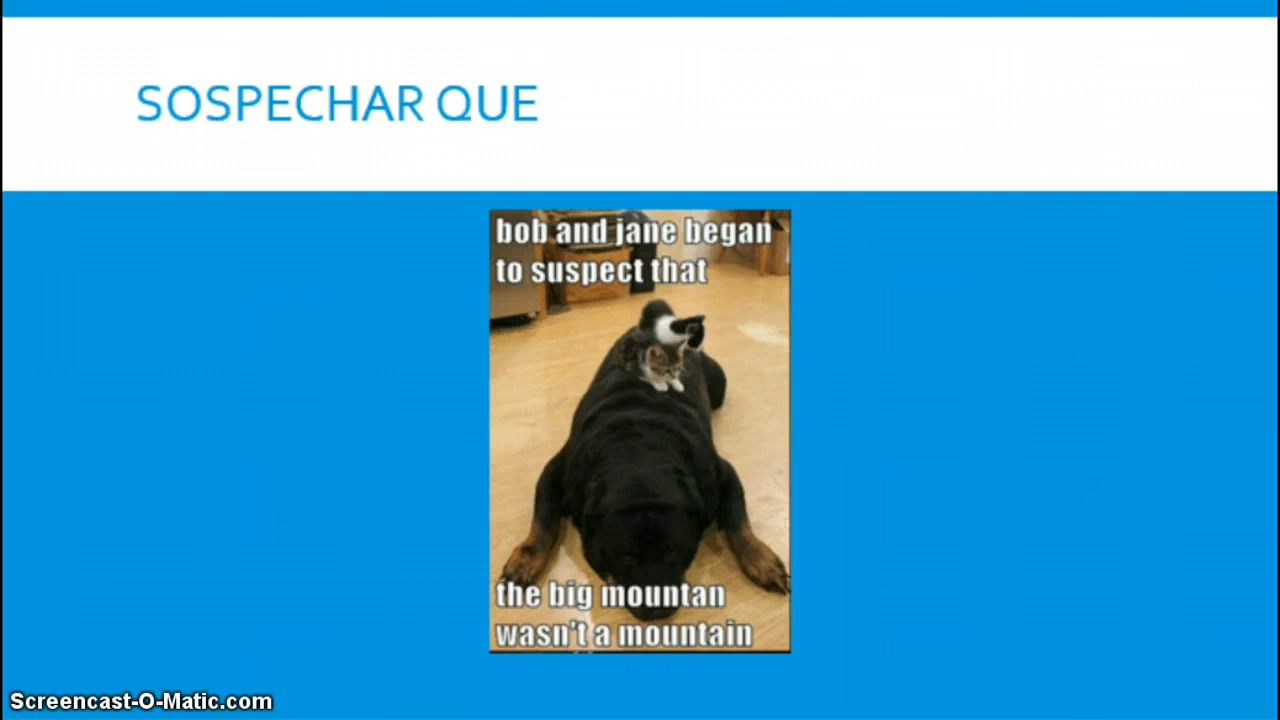 SOSPECHAR QUE
bob and jane began
to suspect that
the big mountan
wasn't a mountain
Screencast-O-Matic.com